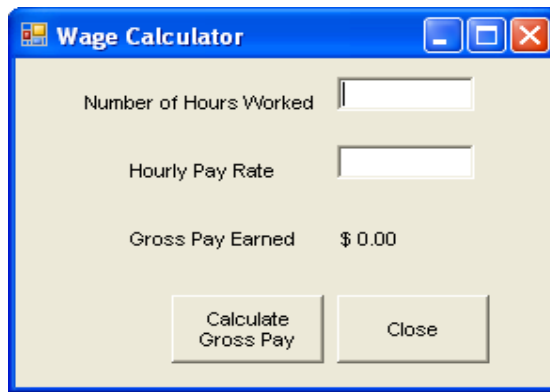 Wage Calculator
Number of Hours Worked
Hourly Pay Rate
Gross Pay Earned $ 0.00
Calculate
Gross Pay
Close